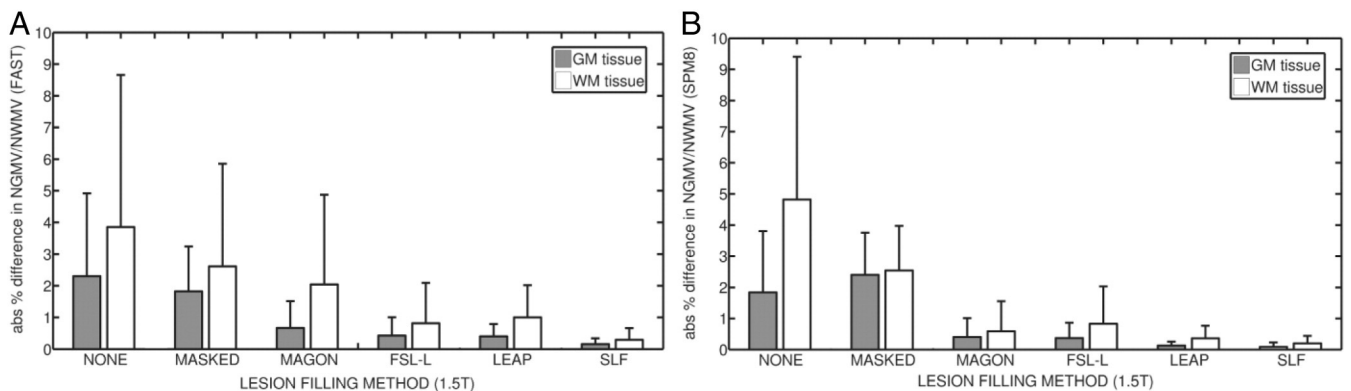 A
abs % difference in NGMV/NWMV (FAST)
10
9
8
7
6
5
4
3
2
1
0
GM tissue
WM tissue
NONE MASKED MAGON FSL-L LEAP SLF
LESION FILLING METHOD (1.5T)
B
abs % difference in NGMV/NWMV (SPM8)
10
9
8
7
6
5
4
3
2
1
0
GM tissue
WM tissue
NONE MASKED MAGON FSL-L LEAP SLF
LESION FILLING METHOD (1.5T)